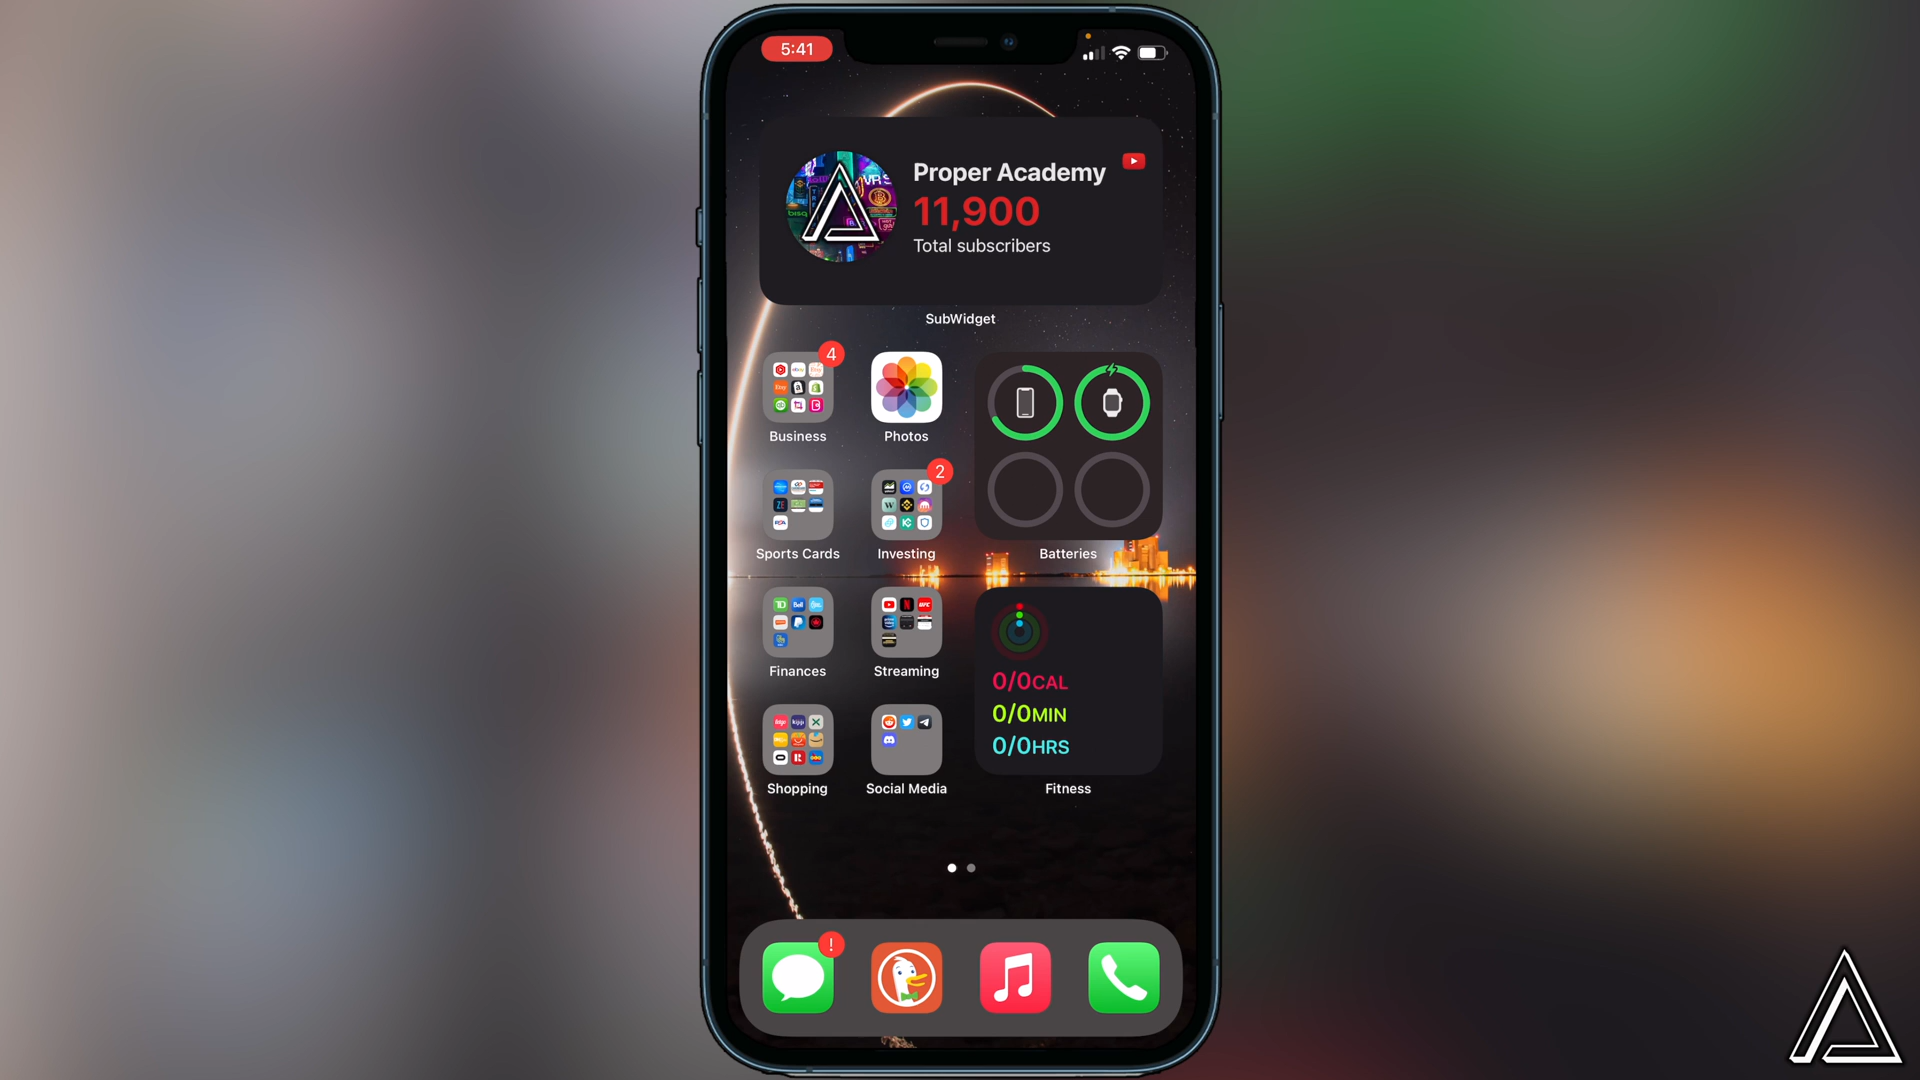 5:41
Proper Academy
11,900
Total subscribers
SubWidget
4
Business
Photos
2
Sports Cards
Investing
Batteries
Finances
Streaming
0/0CAL
0/0MIN
0/0HRS
Shopping
Social Media
Fitness
!